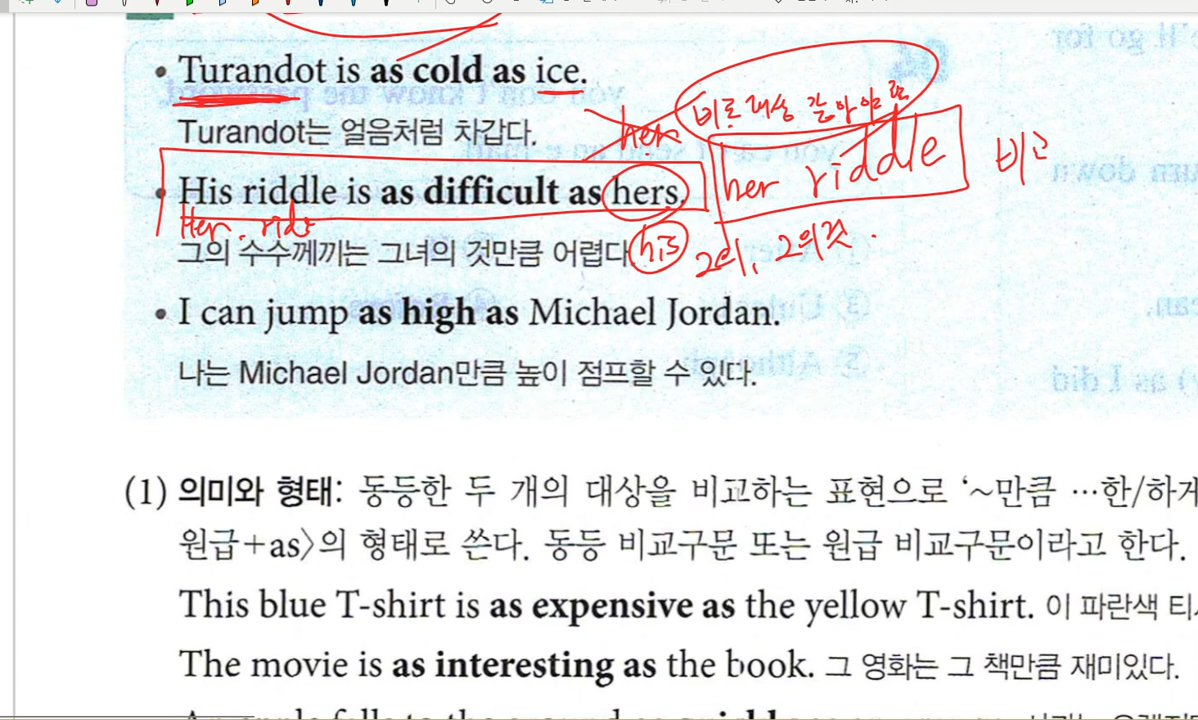 • Turandot is as cold as ice.
her 비교 대상 같아야 함
Turandot는 얼음처럼 차갑다.
• His riddle is as difficult as hers. her riddle 비교
Her
그의 수수께끼는 그녀의 것만큼 어렵다 his 그의, 그의것.
• I can jump as high as Michael Jordan.
나는 Michael Jordan만큼 높이 점프할 수 있다.
(1) 의미와 형태: 동등한 두 개의 대상을 비교하는 표현으로 ‘~만큼 …한/하게
원급+as〉의 형태로 쓴다. 동등 비교구문 또는 원급 비교구문이라고 한다.
This blue T-shirt is as expensive as the yellow T-shirt. 이 파란색 티
The movie is as interesting as the book. 그 영화는 그 책만큼 재미있다.